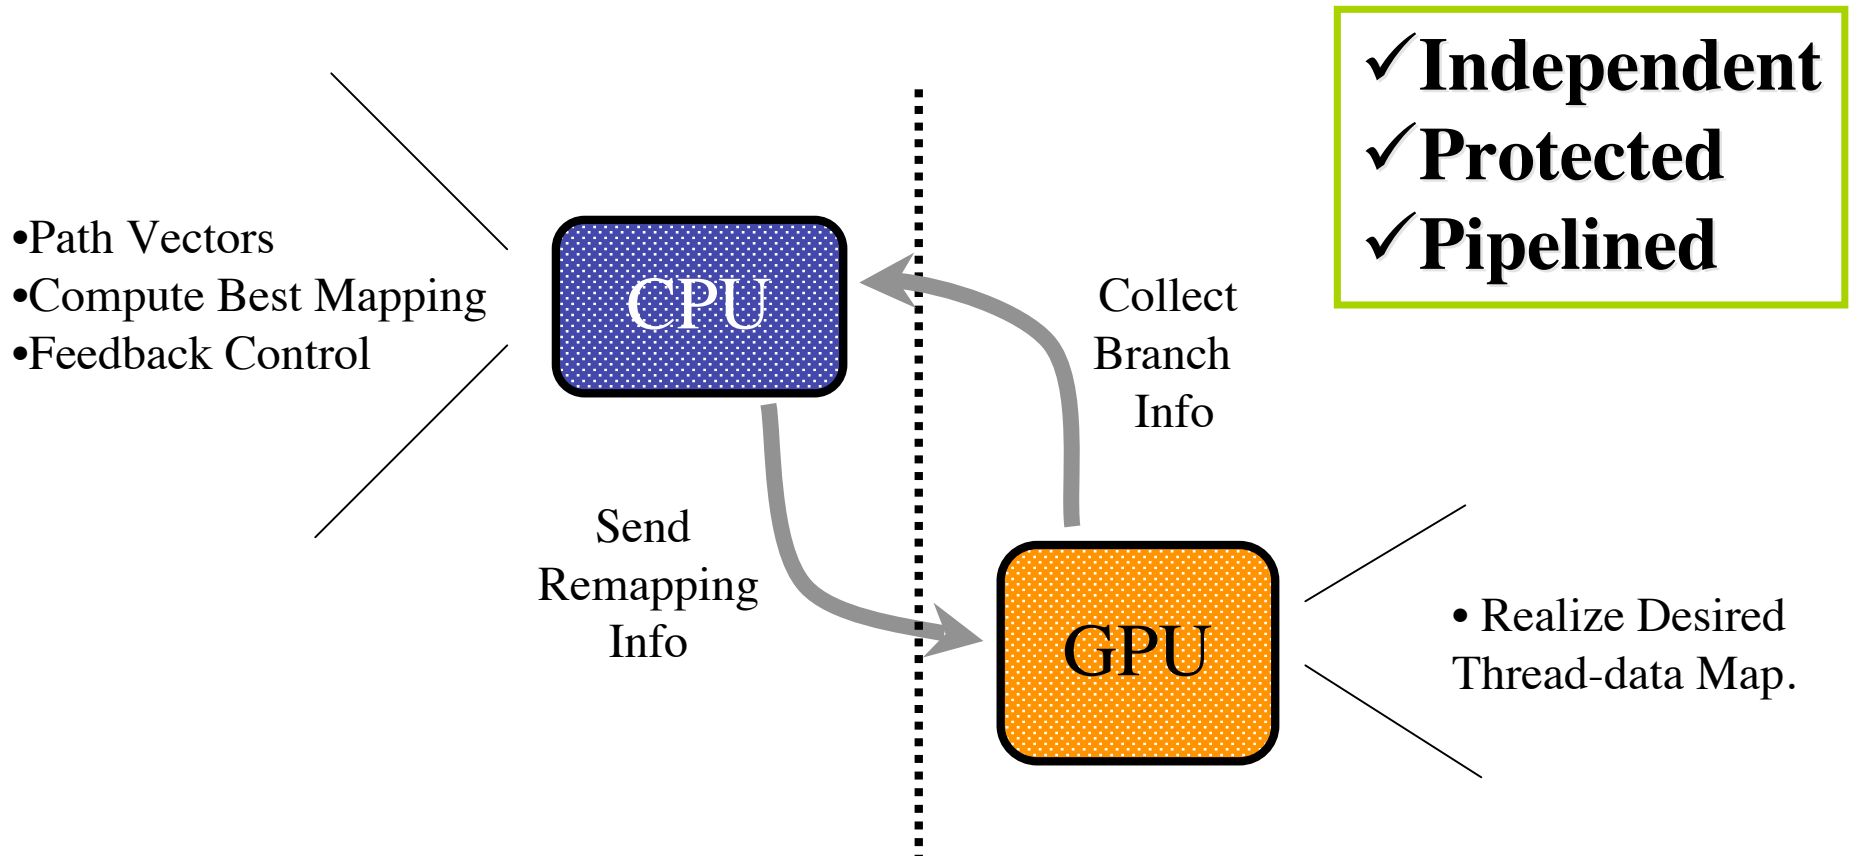 ✓Independent
✓Protected
✓Pipelined
•Path Vectors
•Compute Best Mapping
•Feedback Control
CPU
Collect
Branch
Info
Send
Remapping
Info
GPU
• Realize Desired
Thread-data Map.